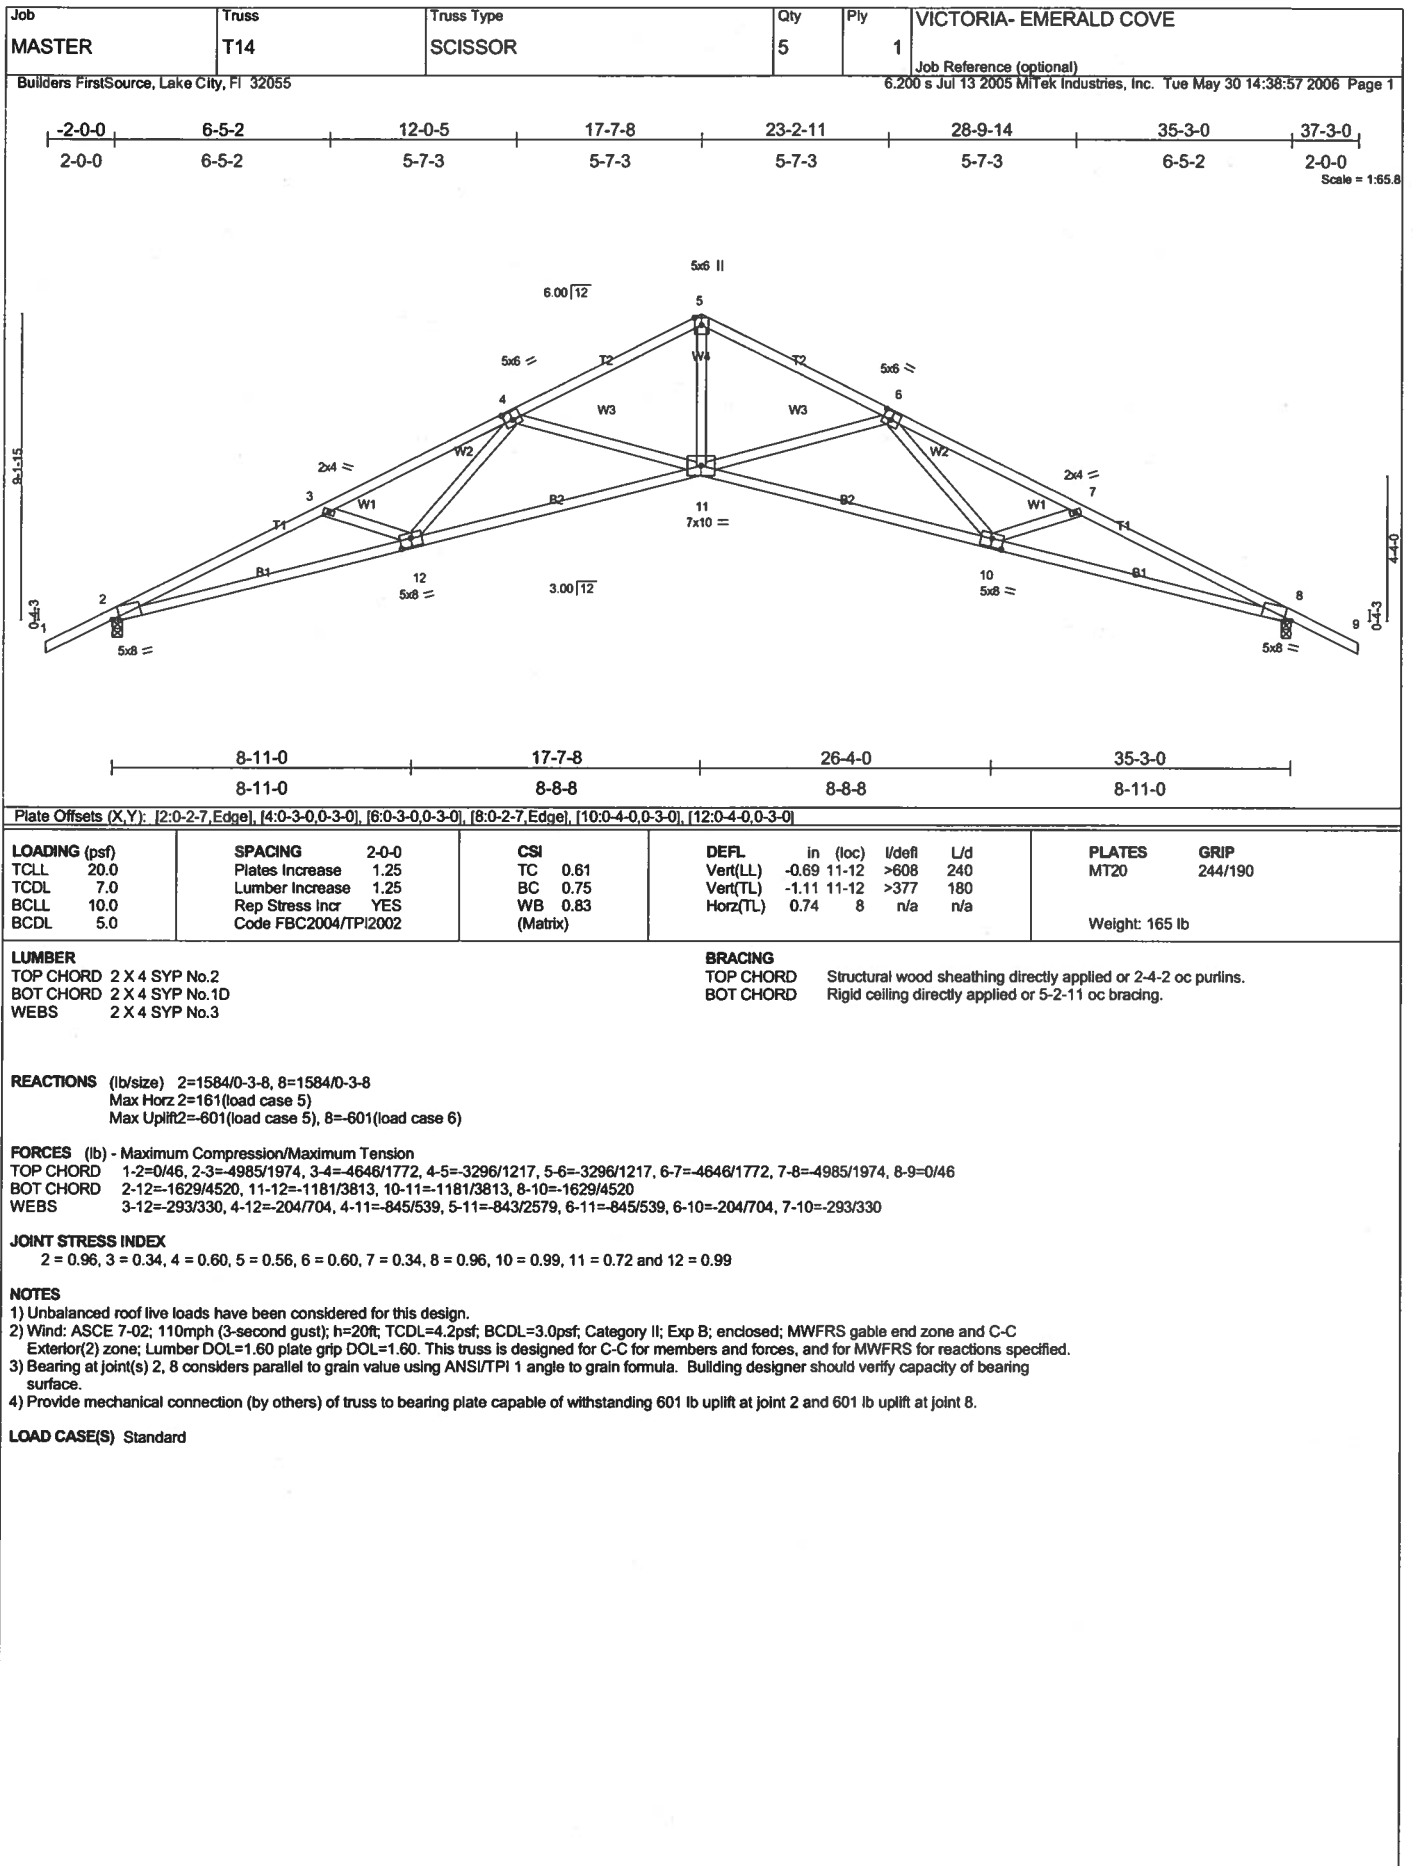 Job Truss Truss Type Qty Ply VICTORIA- EMERALD COVE
MASTER T14 SCISSOR 5 1
Job Reference (optional)
Builders FirstSource, Lake City, Fl 32055 6.200 s Jul 13 2005 MiTek Industries, Inc. Tue May 30 14:38:57 2006 Page 1
-2-0-0 6-5-2 12-0-5 17-7-8 23-2-11 28-9-14 35-3-0 37-3-0
2-0-0 6-5-2 5-7-3 5-7-3 5-7-3 5-7-3 6-5-2 2-0-0
Scale = 1:65.8
5x6 ||
6.00 12
5
5x6 =
T2
W4
T2
5x6 =
4
6
W3
W3
9-1-15
W2
W2
2x4 =
2x4 =
3
7
W1
B2
11
B2
W1
T1
7x10 =
T1
4-4-0
B1
12
10
B1
5x8 =
3.00 12
5x8 =
2
8
0-4-3
1
9
0-4-3
5x8 =
5x8 =
8-11-0 17-7-8 26-4-0 35-3-0
8-11-0 8-8-8 8-8-8 8-11-0
Plate Offsets (X,Y): [2:0-2-7,Edge], [4:0-3-0,0-3-0], [6:0-3-0,0-3-0], [8:0-2-7,Edge], [10:0-4-0,0-3-0], [12:0-4-0,0-3-0]
LOADING (psf) SPACING 2-0-0 CSI DEFL in (loc) l/defl L/d PLATES GRIP
TCLL 20.0 Plates Increase 1.25 TC 0.61 Vert(LL) -0.69 11-12 >608 240 MT20 244/190
TCDL 7.0 Lumber Increase 1.25 BC 0.75 Vert(TL) -1.11 11-12 >377 180
BCLL 10.0 Rep Stress Incr YES WB 0.83 Horz(TL) 0.74 8 n/a n/a
BCDL 5.0 Code FBC2004/TPI2002 (Matrix) Weight: 165 lb
LUMBER
TOP CHORD 2 X 4 SYP No.2
BOT CHORD 2 X 4 SYP No.1D
WEBS 2 X 4 SYP No.3
BRACING
TOP CHORD Structural wood sheathing directly applied or 2-4-2 oc purlins.
BOT CHORD Rigid ceiling directly applied or 5-2-11 oc bracing.
REACTIONS (lb/size) 2=1584/0-3-8, 8=1584/0-3-8
Max Horz 2=161(load case 5)
Max Uplift2=-601(load case 5), 8=-601(load case 6)
FORCES (lb) - Maximum Compression/Maximum Tension
TOP CHORD 1-2=0/46, 2-3=-4985/1974, 3-4=-4646/1772, 4-5=-3296/1217, 5-6=-3296/1217, 6-7=-4646/1772, 7-8=-4985/1974, 8-9=0/46
BOT CHORD 2-12=-1629/4520, 11-12=-1181/3813, 10-11=-1181/3813, 8-10=-1629/4520
WEBS 3-12=-293/330, 4-12=-204/704, 4-11=-845/539, 5-11=-843/2579, 6-11=-845/539, 6-10=-204/704, 7-10=-293/330
JOINT STRESS INDEX
2 = 0.96, 3 = 0.34, 4 = 0.60, 5 = 0.56, 6 = 0.60, 7 = 0.34, 8 = 0.96, 10 = 0.99, 11 = 0.72 and 12 = 0.99
NOTES
1) Unbalanced roof live loads have been considered for this design.
2) Wind: ASCE 7-02; 110mph (3-second gust); h=20ft; TCDL=4.2psf; BCDL=3.0psf; Category II; Exp B; enclosed; MWFRS gable end zone and C-C
Exterior(2) zone; Lumber DOL=1.60 plate grip DOL=1.60. This truss is designed for C-C for members and forces, and for MWFRS for reactions specified.
3) Bearing at joint(s) 2, 8 considers parallel to grain value using ANSI/TPI 1 angle to grain formula. Building designer should verify capacity of bearing
surface.
4) Provide mechanical connection (by others) of truss to bearing plate capable of withstanding 601 lb uplift at joint 2 and 601 lb uplift at joint 8.
LOAD CASE(S) Standard